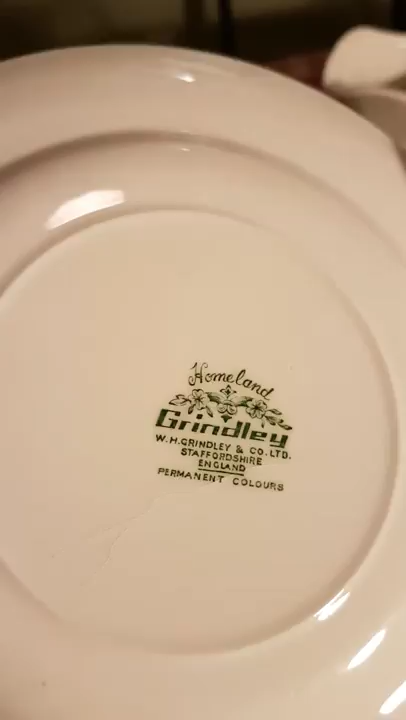 Homeland
Grindley
W.H.GRINDLEY & CO.LTD.
STAFFORDSHIRE
ENGLAND
PERMANENT COLOURS